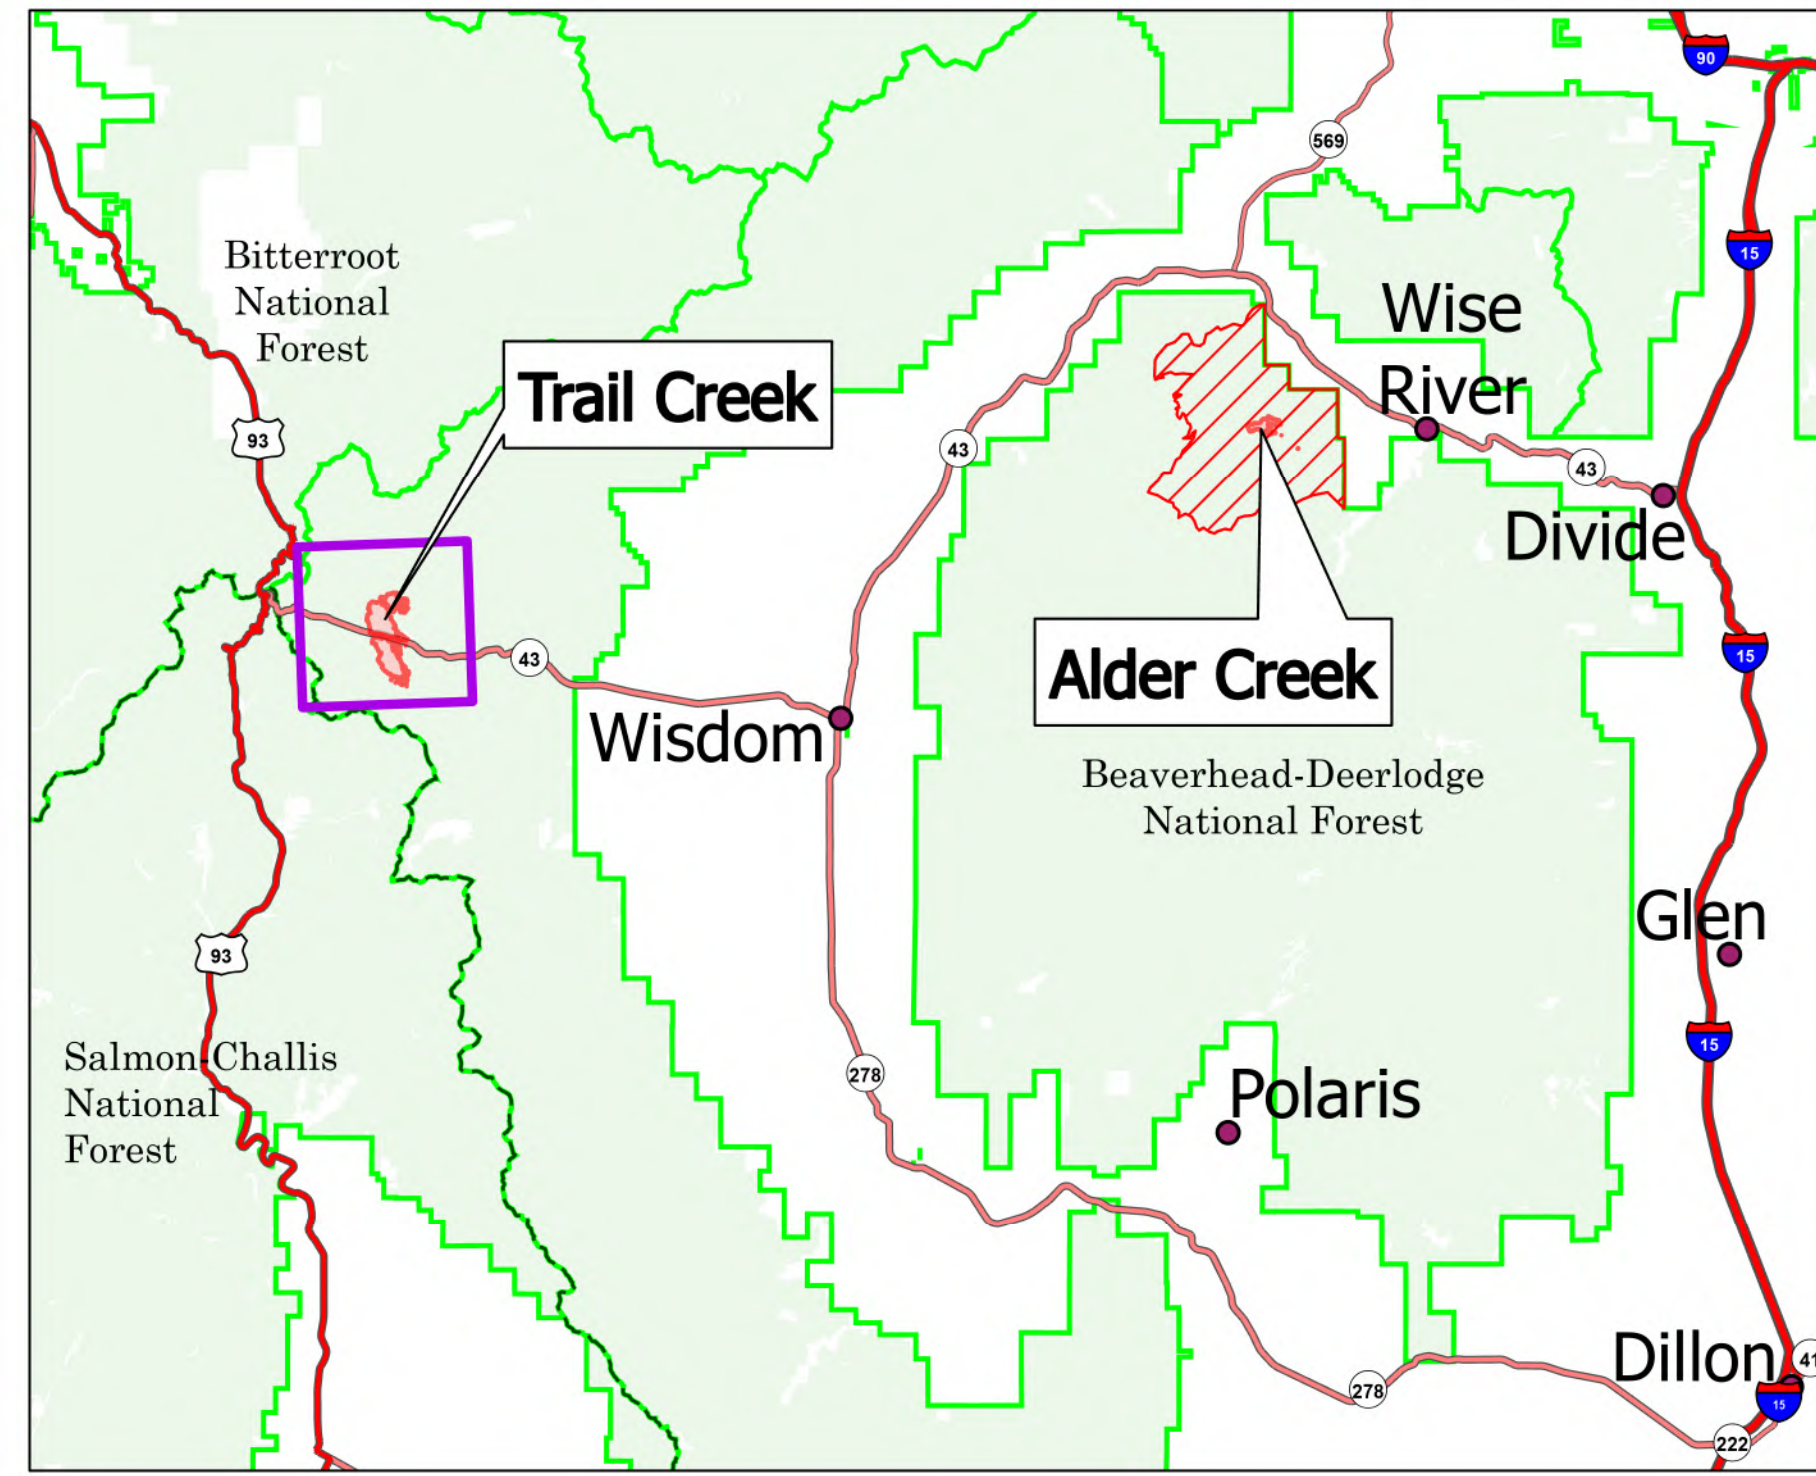 90
569
15
Bitterroot
National
Forest
Wise
River
Trail Creek
93
43
43
Divide
15
43
Alder Creek
Wisdom
Beaverhead-Deerlodge
National Forest
Glen
93
15
Salmon-Challis
National
Forest
278
Polaris
Dillon
41
278
15
222